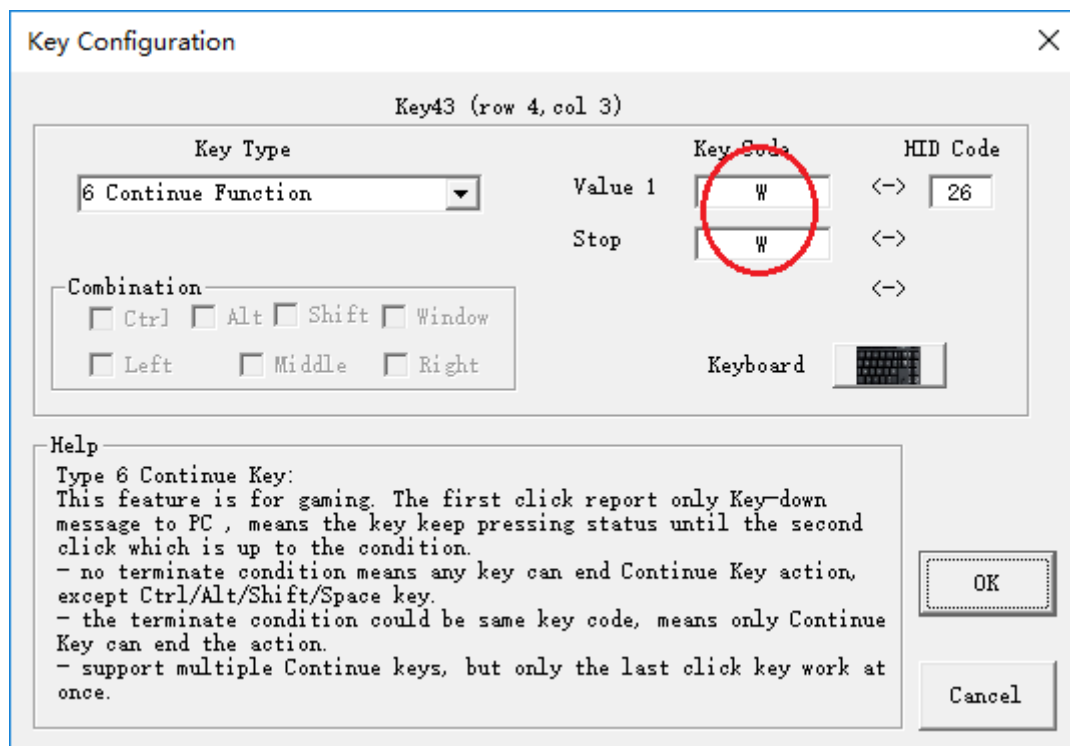 Key Configuration
Key43 (row 4, col 3)
Key Type Key Code HID Code
6 Continue Function Value 1 W <-> 26
Stop W <->
Combination <->
Ctrl Alt Shift Window
Left Middle Right Keyboard
Help
Type 6 Continue Key:
This feature is for gaming. The first click report only Key-down
message to PC , means the key keep pressing status until the second
click which is up to the condition.
- no terminate condition means any key can end Continue Key action,
except Ctrl/Alt/Shift/Space key.
- the terminate condition could be same key code, means only Continue
Key can end the action.
- support multiple Continue keys, but only the last click key work at
once.
OK
Cancel